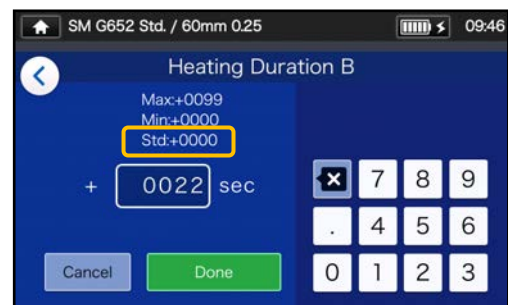 SM G652 Std. / 60mm 0.25 09:46
Heating Duration B
Max:+0099
Min:+0000
Std:+0000
+ 0022 sec
7 8 9
. 4 5 6
Cancel Done 0 1 2 3